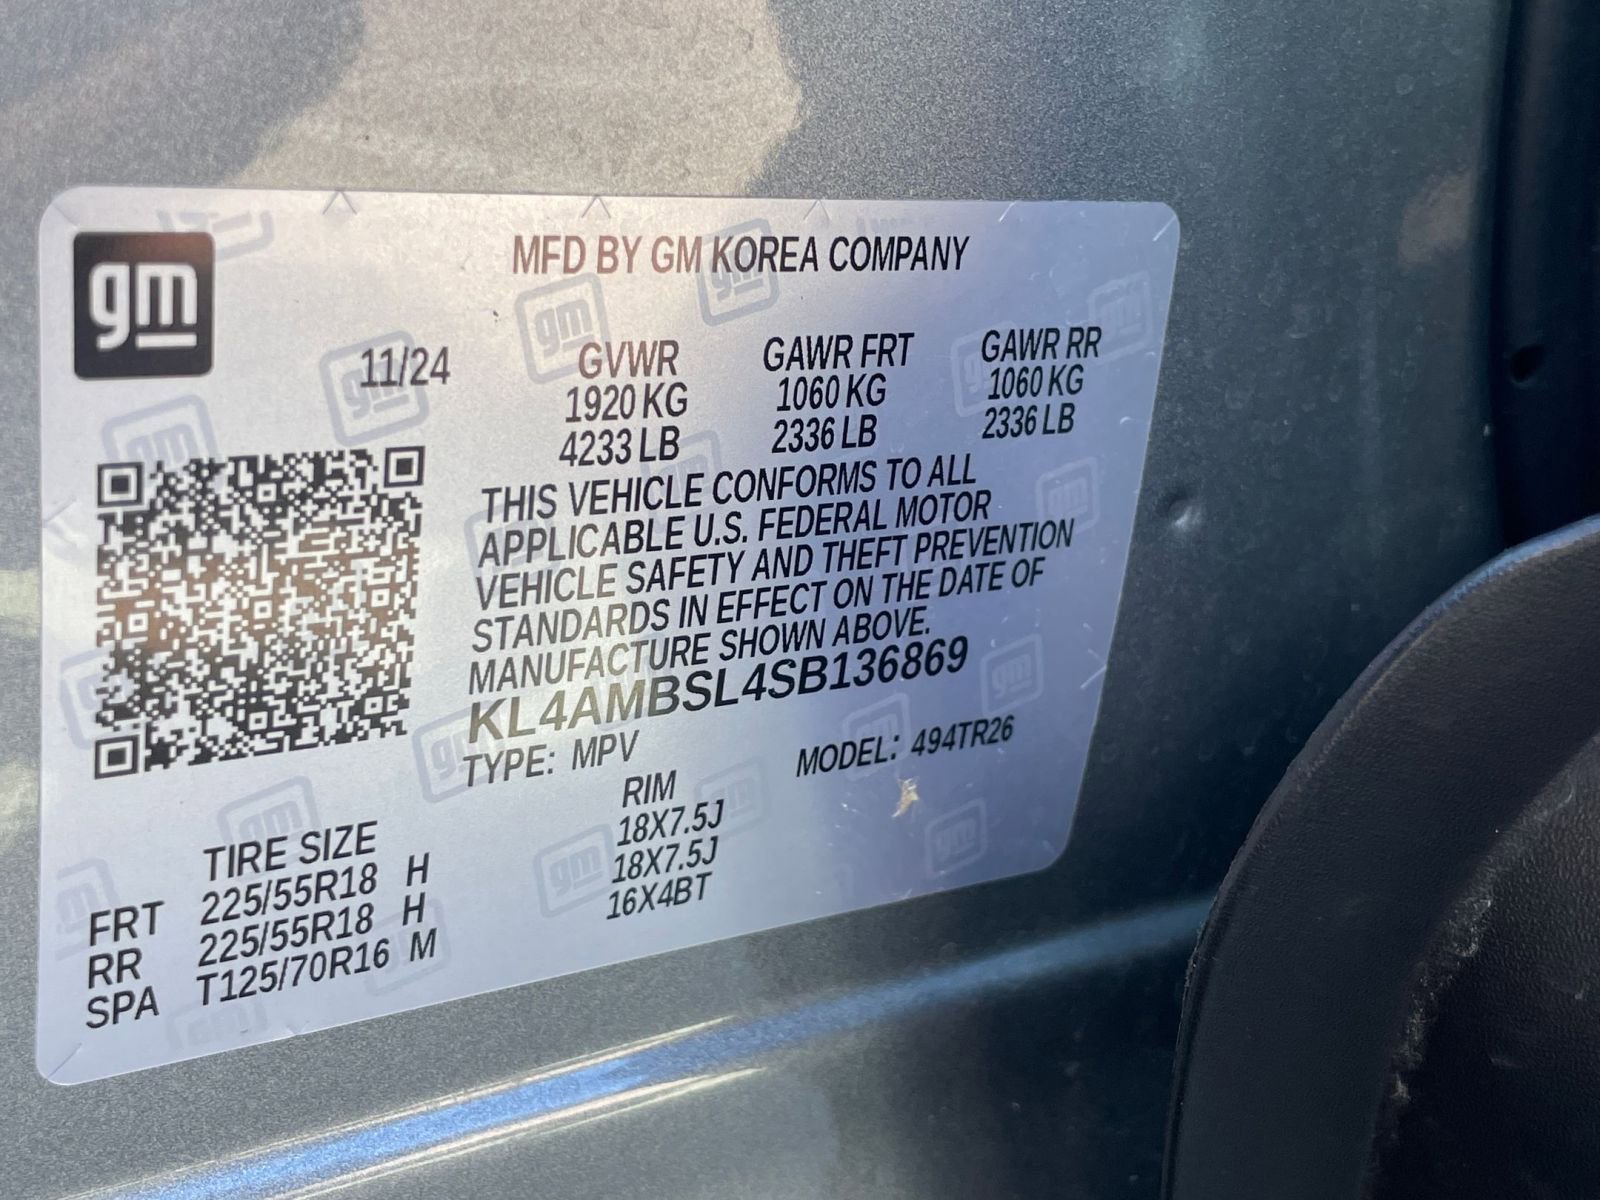 gm
MFD BY GM KOREA COMPANY
11/24
GVWR GAWR FRT GAWR RR
1920 KG 1060 KG 1060 KG
4233 LB 2336 LB 2336 LB
THIS VEHICLE CONFORMS TO ALL
APPLICABLE U.S. FEDERAL MOTOR
VEHICLE SAFETY AND THEFT PREVENTION
STANDARDS IN EFFECT ON THE DATE OF
MANUFACTURE SHOWN ABOVE.
KL4AMBSL4SB136869
TYPE: MPV MODEL: 494TR26
TIRE SIZE RIM
FRT 225/55R18 H 18X7.5J
RR 225/55R18 H 18X7.5J
SPA T125/70R16 M 16X4BT